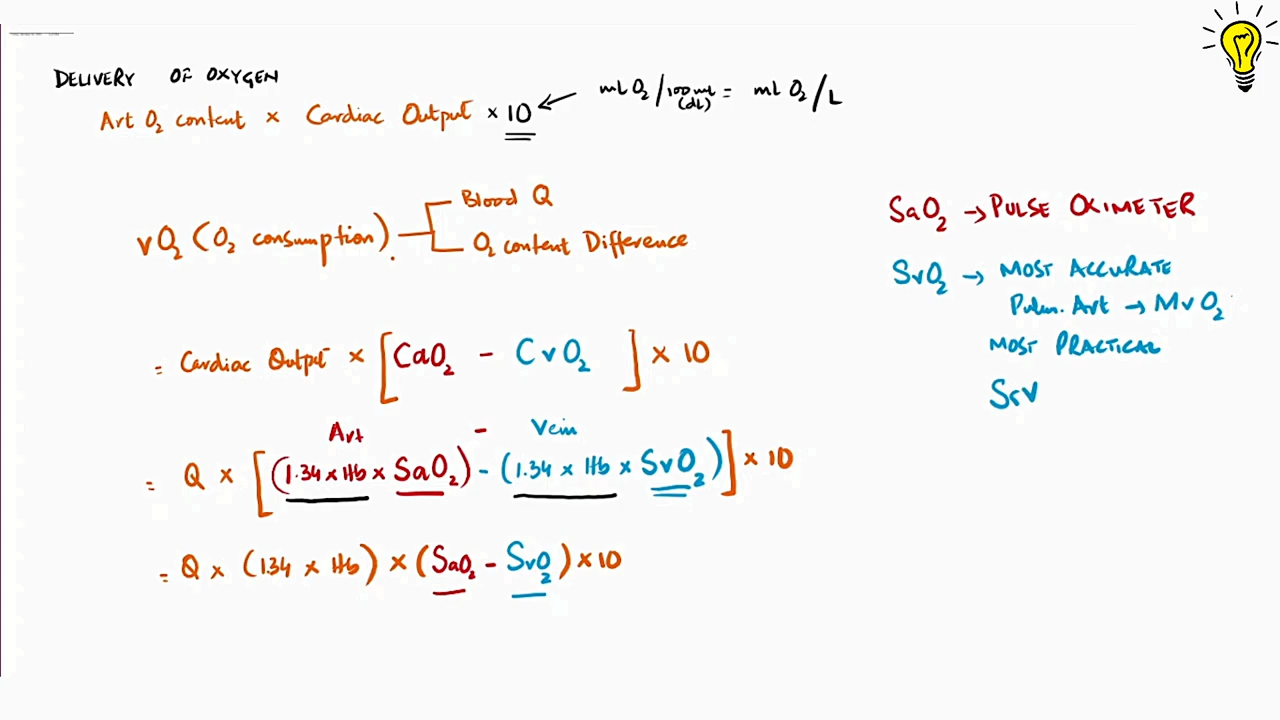 DELIVERY OF OXYGEN
Art O₂ content × Cardiac Output × 10 ← mL O₂/100 ml (dL) = mL O₂/L
vO₂ (O₂ consumption).
Blood Q
O₂ content Difference
= Cardiac Output × [CaO₂ - CvO₂] × 10
Art - Vein
= Q × [(1.34 × Hb × SaO₂) - (1.34 × Hb × SvO₂)] × 10
= Q × (1.34 × Hb) × (SaO₂ - SvO₂) × 10
SaO₂ → PULSE OXIMETER
SvO₂ → MOST ACCURATE
Pulm. Art → MvO₂
MOST PRACTICAL